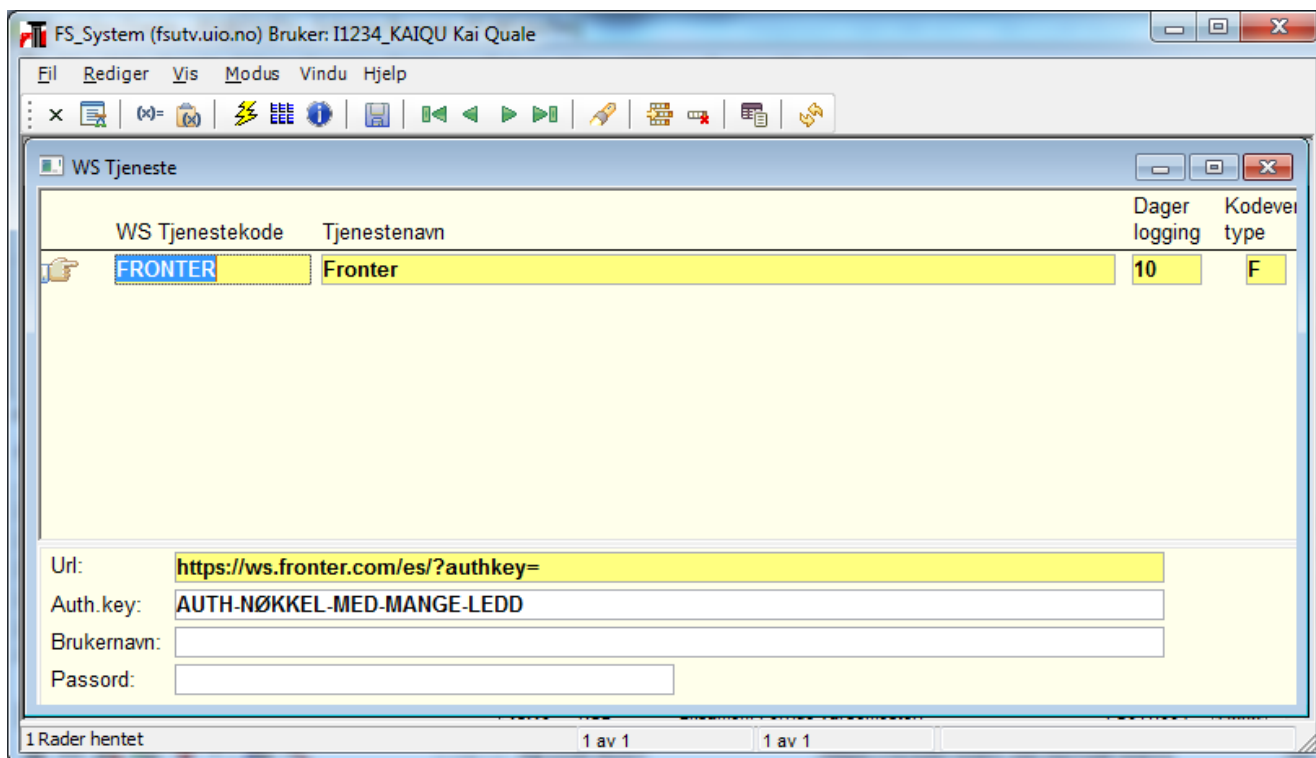 FS_System (fsutv.uio.no) Bruker: I1234_KAIQU Kai Quale
Fil Rediger Vis Modus Vindu Hjelp
WS Tjeneste
WS Tjenestekode Tjenestenavn Dager logging Kodever type
FRONTER Fronter 10 F
Url: https://ws.fronter.com/es/?authkey=
Auth.key: AUTH-NØKKEL-MED-MANGE-LEDD
Brukernavn:
Passord:
1 Rader hentet 1 av 1 1 av 1